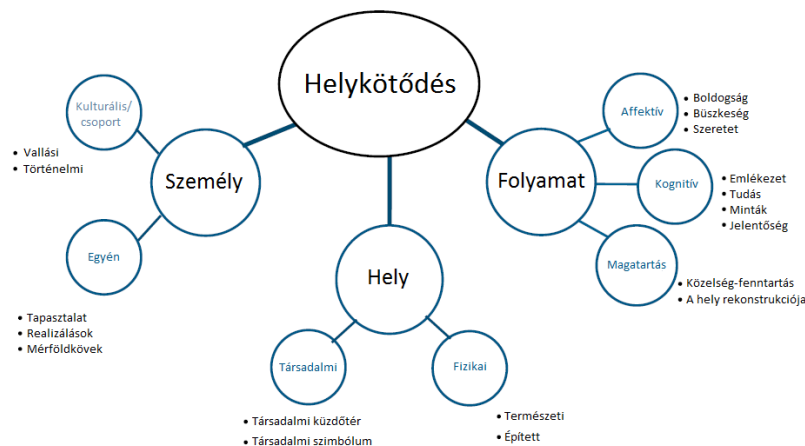 Helykötődés
Személy
Kulturális/
csoport
• Vallási
• Történelmi
Egyén
• Tapasztalat
• Realizálások
• Mérföldkövek
Hely
Társadalmi
• Társadalmi küzdőtér
• Társadalmi szimbólum
Fizikai
• Természeti
• Épített
Folyamat
Affektív
• Boldogság
• Büszkeség
• Szeretet
Kognitív
• Emlékezet
• Tudás
• Minták
• Jelentőség
Magatartás
• Közelség-fenntartás
• A hely rekonstrukciója